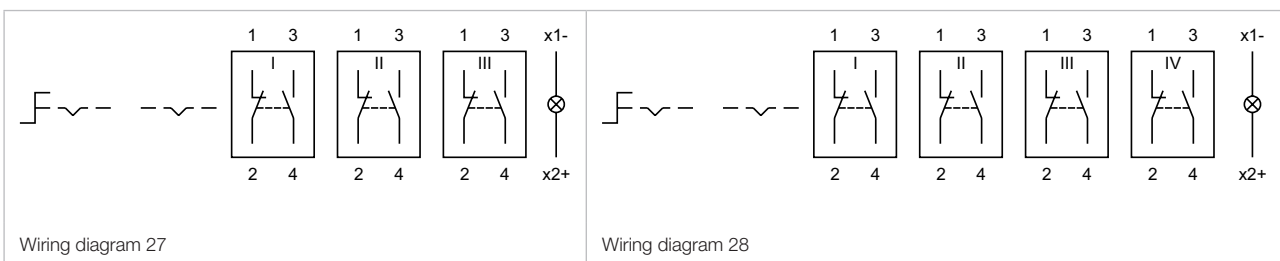 1 3 1 3 1 3 x1- 1 3 1 3 1 3 1 3 x1-
I II III I II III IV
2 4 2 4 2 4 x2+ 2 4 2 4 2 4 2 4 x2+
Wiring diagram 27 Wiring diagram 28